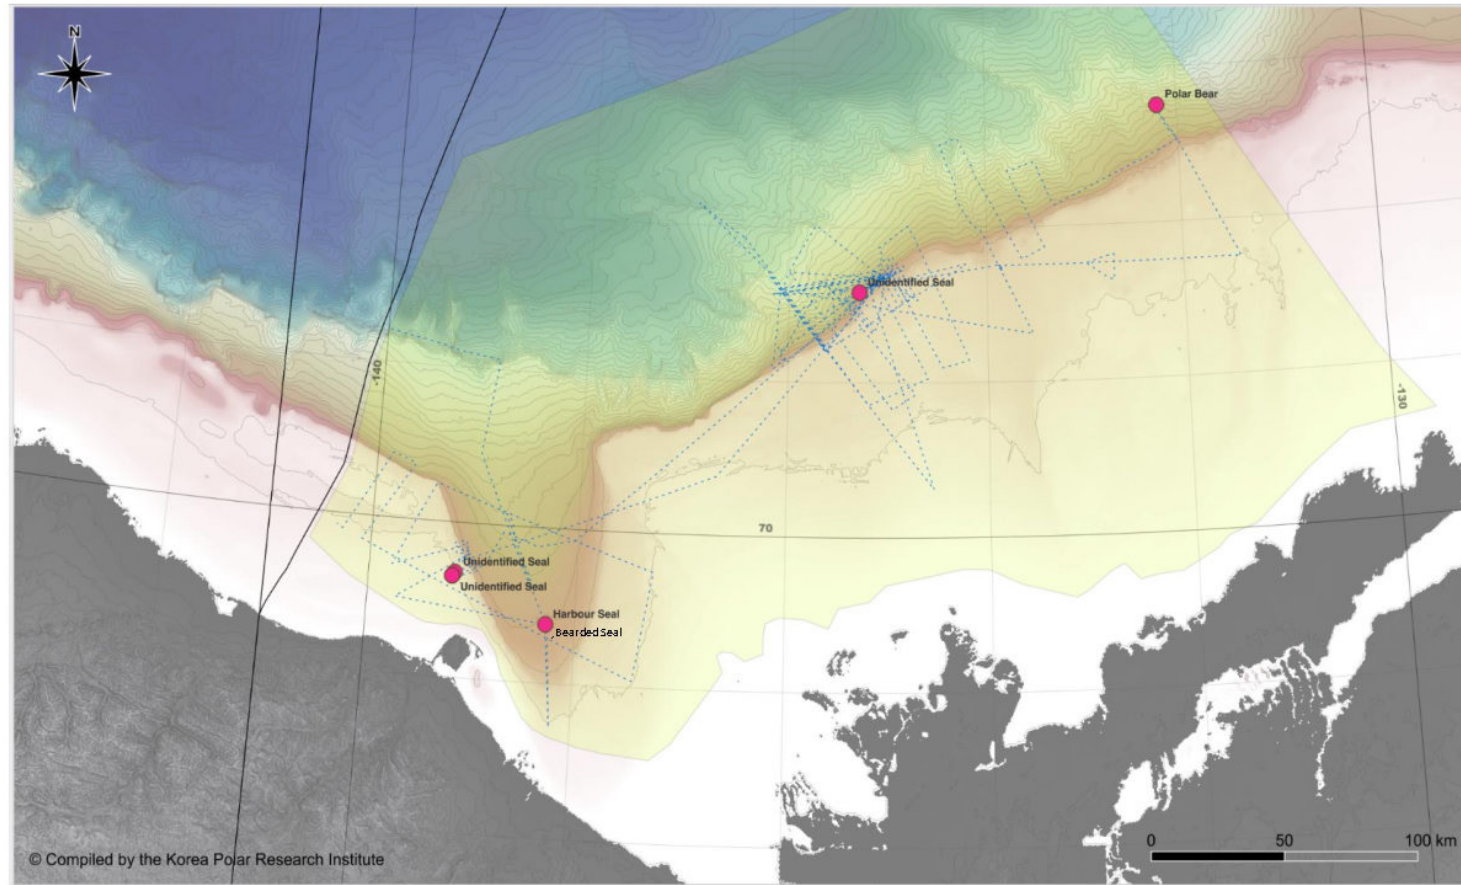 N
Polar Bear
Unidentified Seal
-140
-130
70
Unidentified Seal
Unidentified Seal
Harbour Seal
Bearded Seal
0 50 100 km
© Compiled by the Korea Polar Research Institute